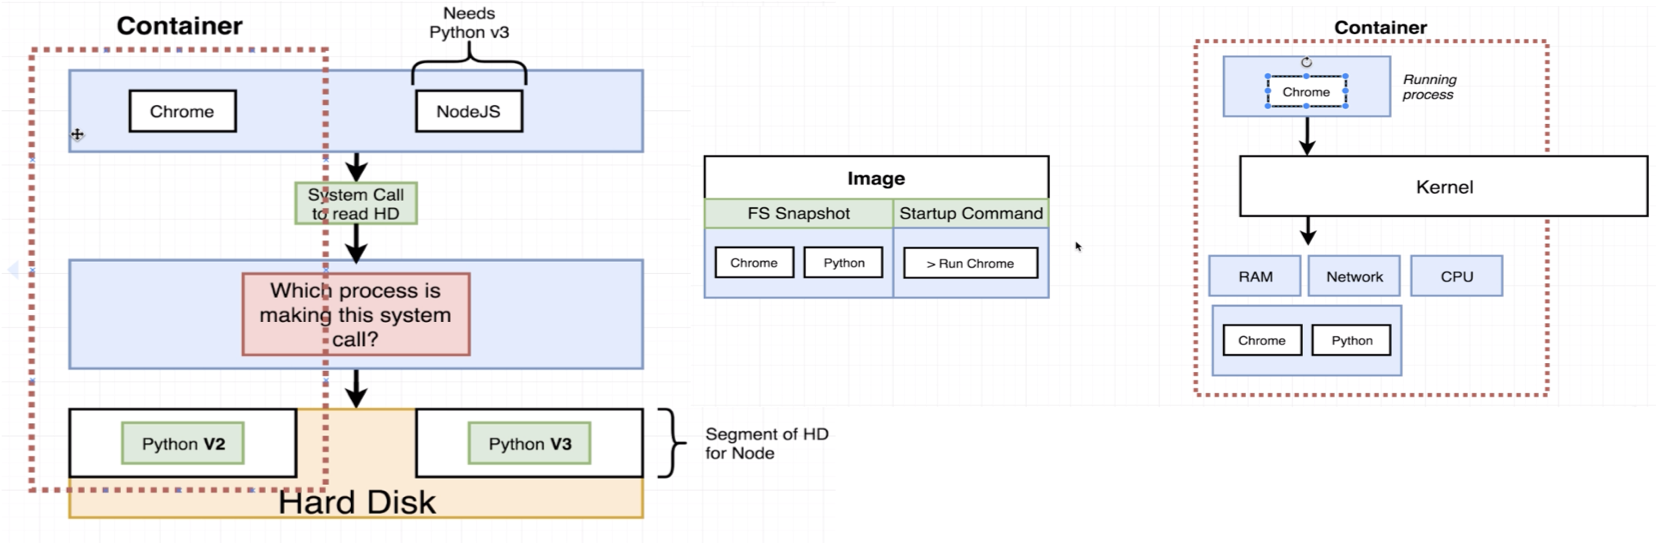 Container
Needs
Python v3
Chrome
NodeJS
System Call
to read HD
Which process is
making this system
call?
Python V2
Python V3
Segment of HD
for Node
Hard Disk
Image
FS Snapshot
Startup Command
Chrome
Python
> Run Chrome
Container
Chrome
Running
process
Kernel
RAM
Network
CPU
Chrome
Python